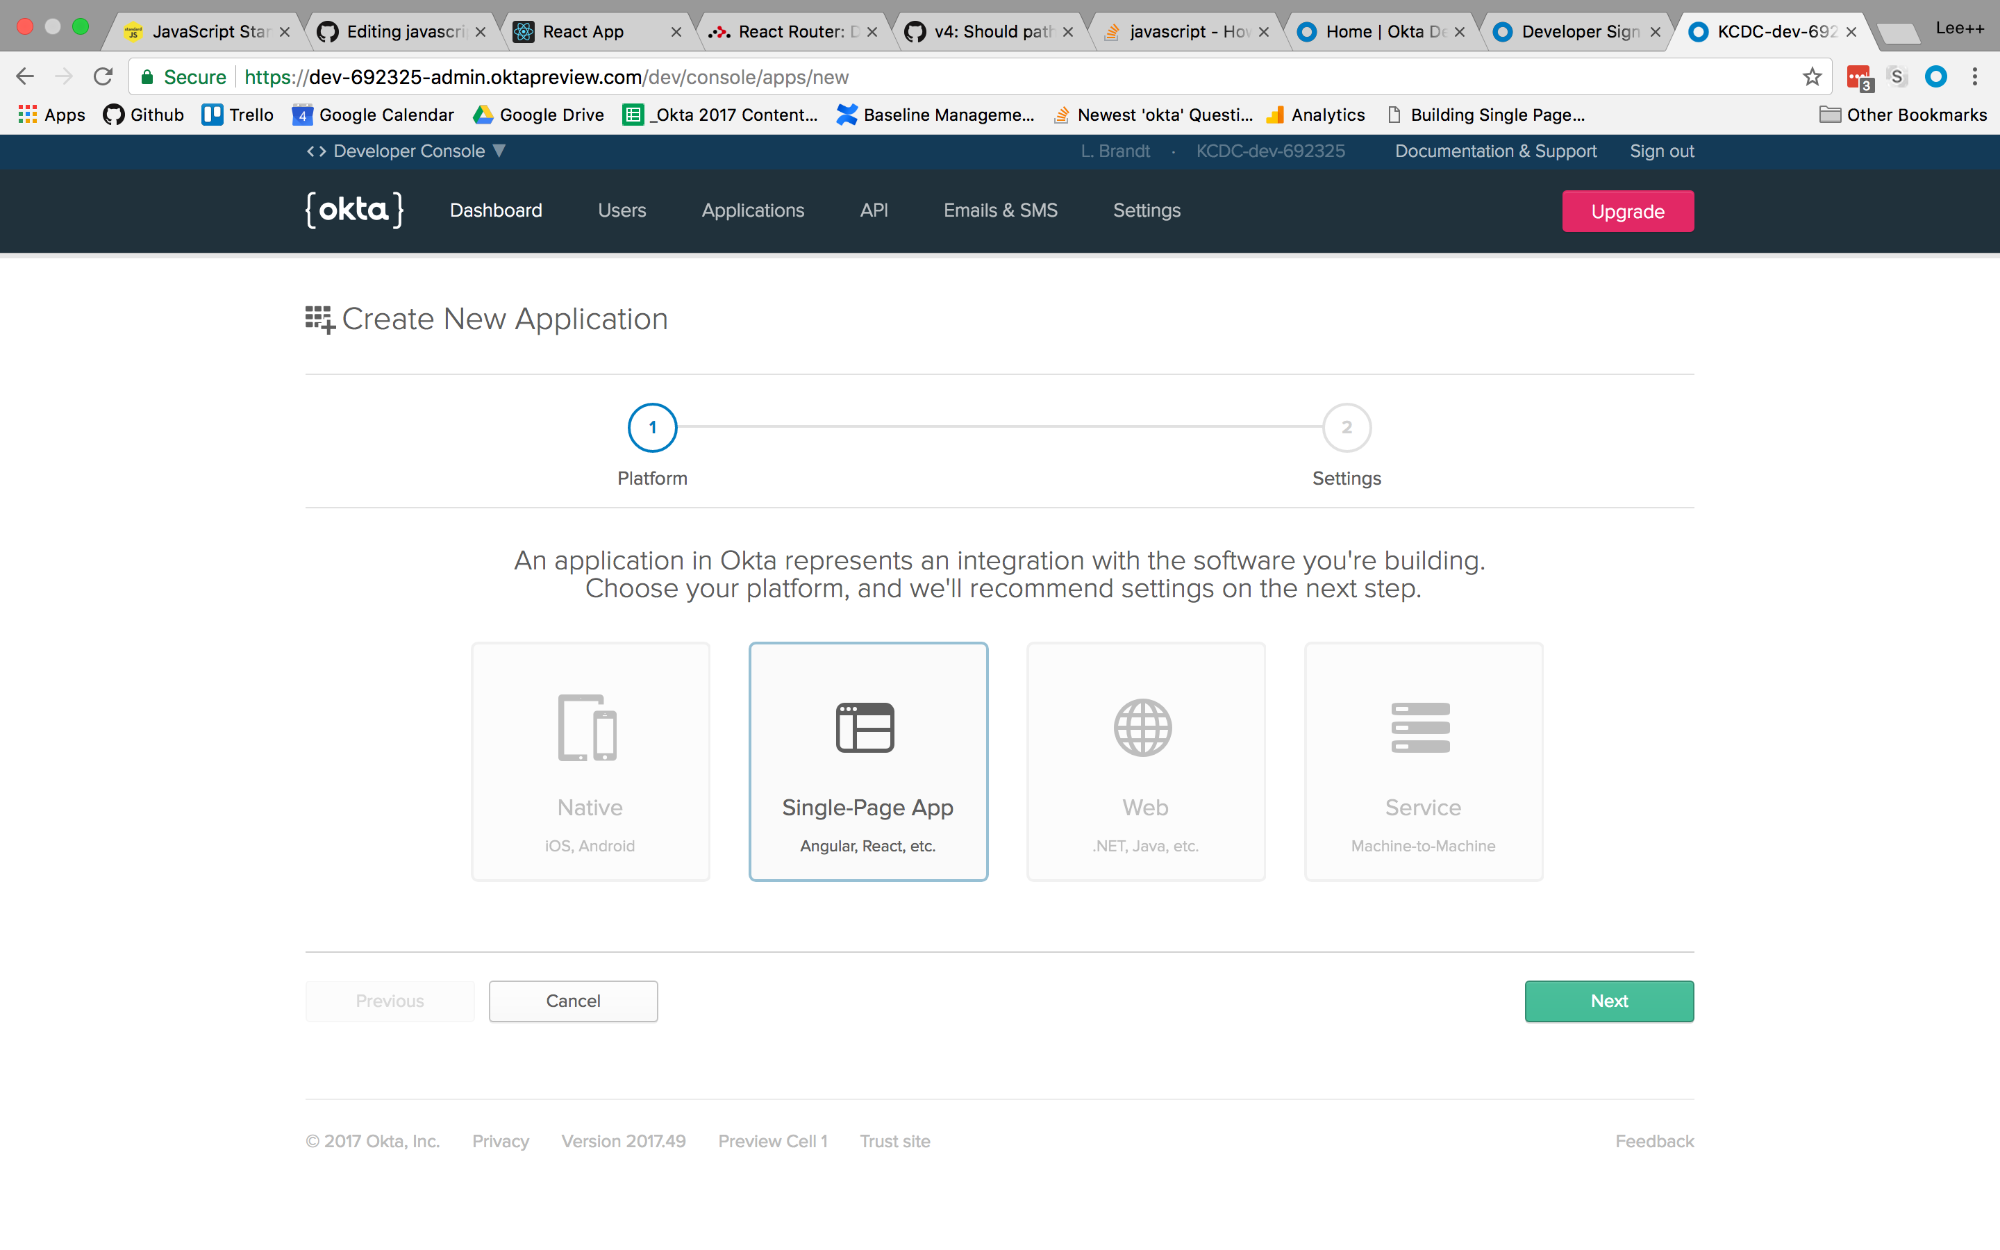 JavaScript Star
Editing javascri
React App
React Router: D
v4: Should path
javascript - How
Home | Okta De
Developer Sign
KCDC-dev-692
Lee++
Secure
https://dev-692325-admin.oktapreview.com/dev/console/apps/new
3
S
Apps
Github
Trello
4
Google Calendar
Google Drive
_Okta 2017 Content...
Baseline Manageme...
Newest 'okta' Questi...
Analytics
Building Single Page...
Other Bookmarks
<> Developer Console ▼
L. Brandt · KCDC-dev-692325
Documentation & Support
Sign out
{okta}
Dashboard
Users
Applications
API
Emails & SMS
Settings
Upgrade
Create New Application
1
2
Platform
Settings
An application in Okta represents an integration with the software you're building.
Choose your platform, and we'll recommend settings on the next step.
Native
iOS, Android
Single-Page App
Angular, React, etc.
Web
.NET, Java, etc.
Service
Machine-to-Machine
Previous
Cancel
Next
© 2017 Okta, Inc.
Privacy
Version 2017.49
Preview Cell 1
Trust site
Feedback